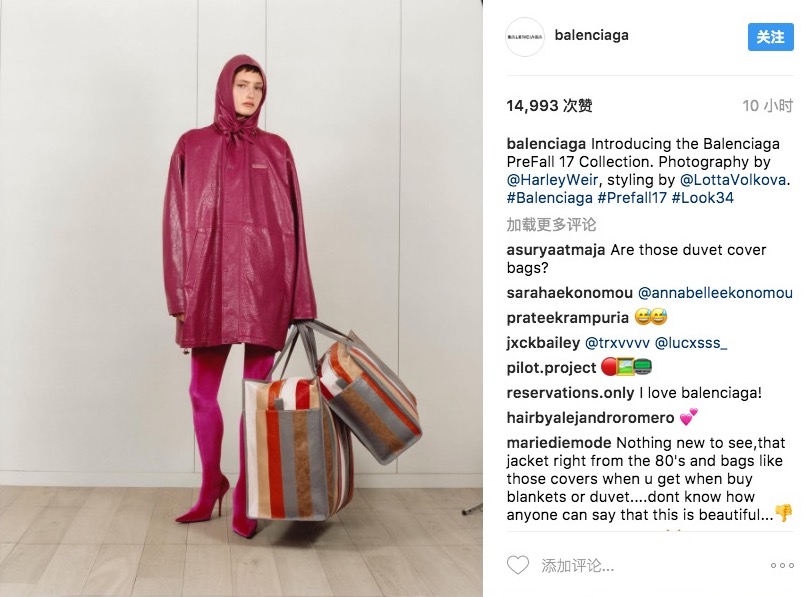 BALENCIAGA
balenciaga
关注
14,993 次赞
10 小时
balenciaga Introducing the Balenciaga
PreFall 17 Collection. Photography by
@HarleyWeir, styling by @LottaVolkova.
#Balenciaga #Prefall17 #Look34
加载更多评论
asuryaatmaja Are those duvet cover
bags?
sarahaekonomou @annabelleekonomou
prateekrampuria 😅😅
jxckbailey @trxvvvv @lucxsss_
pilot.project 🔴🖼📟
reservations.only I love balenciaga!
hairbyalejandroromero 💕
mariediemode Nothing new to see,that
jacket right from the 80's and bags like
those covers when u get when buy
blankets or duvet....dont know how
anyone can say that this is beautiful...👎
添加评论...